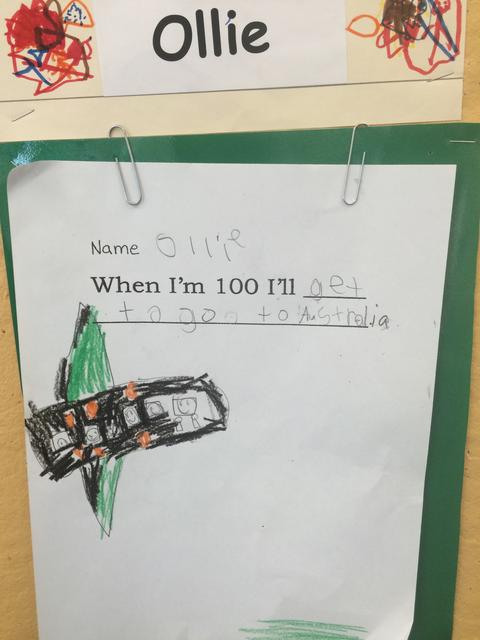 Ollie
Name Ollie
When I'm 100 I'll get
to go to Australia